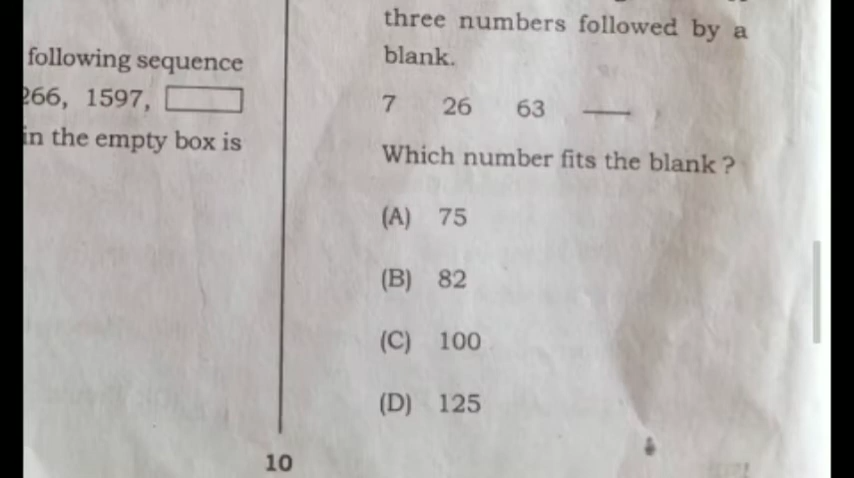 following sequence
266, 1597,
in the empty box is
three numbers followed by a
blank.
7 26 63
Which number fits the blank?
(A) 75
(B) 82
(C) 100
(D) 125
10